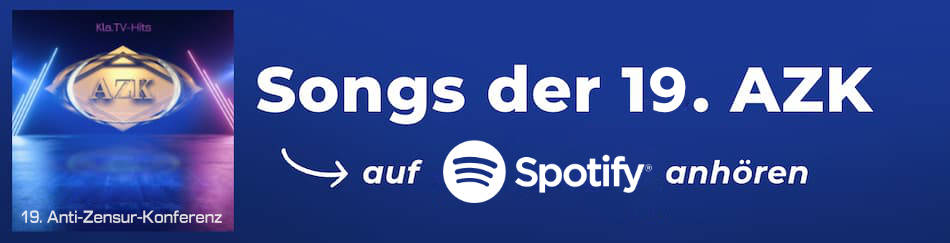 Kla.TV-Hits
AZK
19. Anti-Zensur-Konferenz
Songs der 19. AZK
auf Spotify® anhören